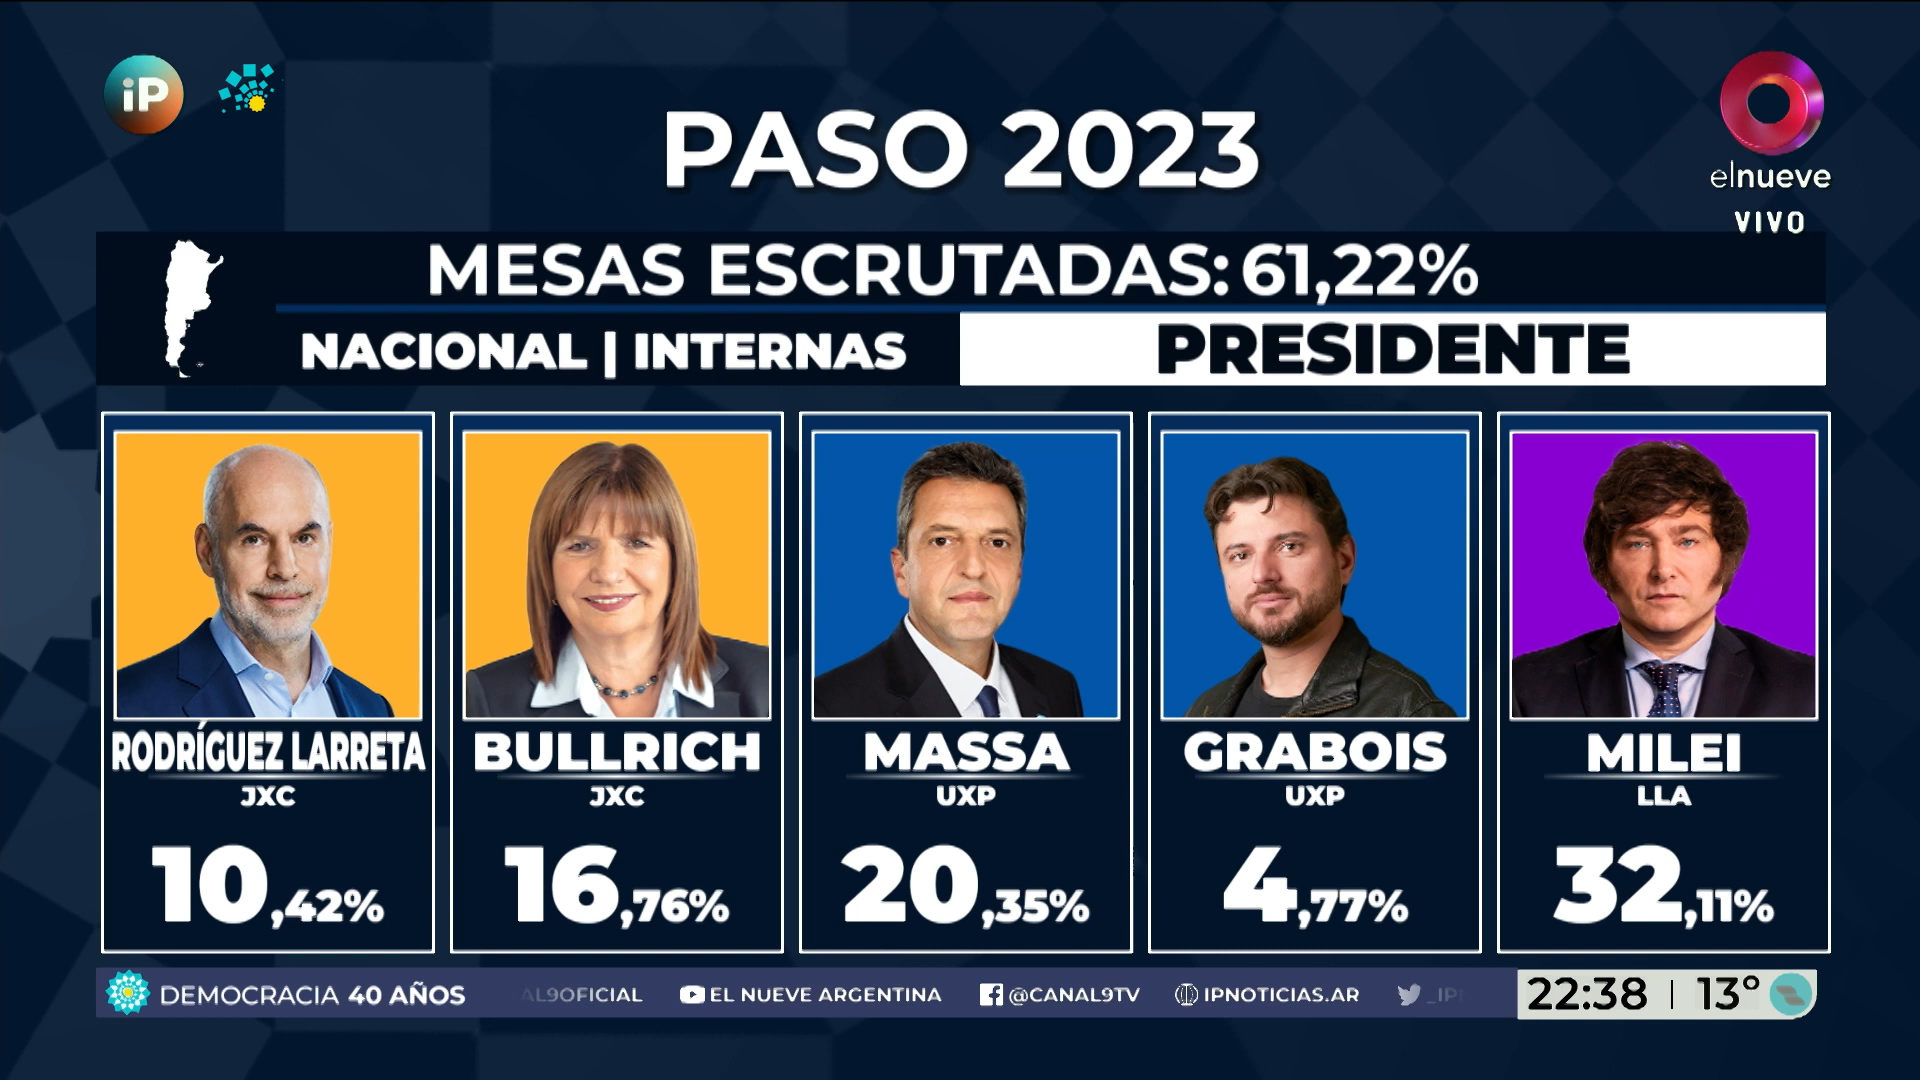 iP
PASO 2023
elnueve
VIVO
MESAS ESCRUTADAS: 61,22%
NACIONAL | INTERNAS
PRESIDENTE
RODRÍGUEZ LARRETA
JXC
10,42%
BULLRICH
JXC
16,76%
MASSA
UXP
20,35%
GRABOIS
UXP
4,77%
MILEI
LLA
32,11%
DEMOCRACIA 40 AÑOS
AL9OFICIAL
EL NUEVE ARGENTINA
@CANAL9TV
IPNOTICIAS.AR
_IP
22:38 | 13°